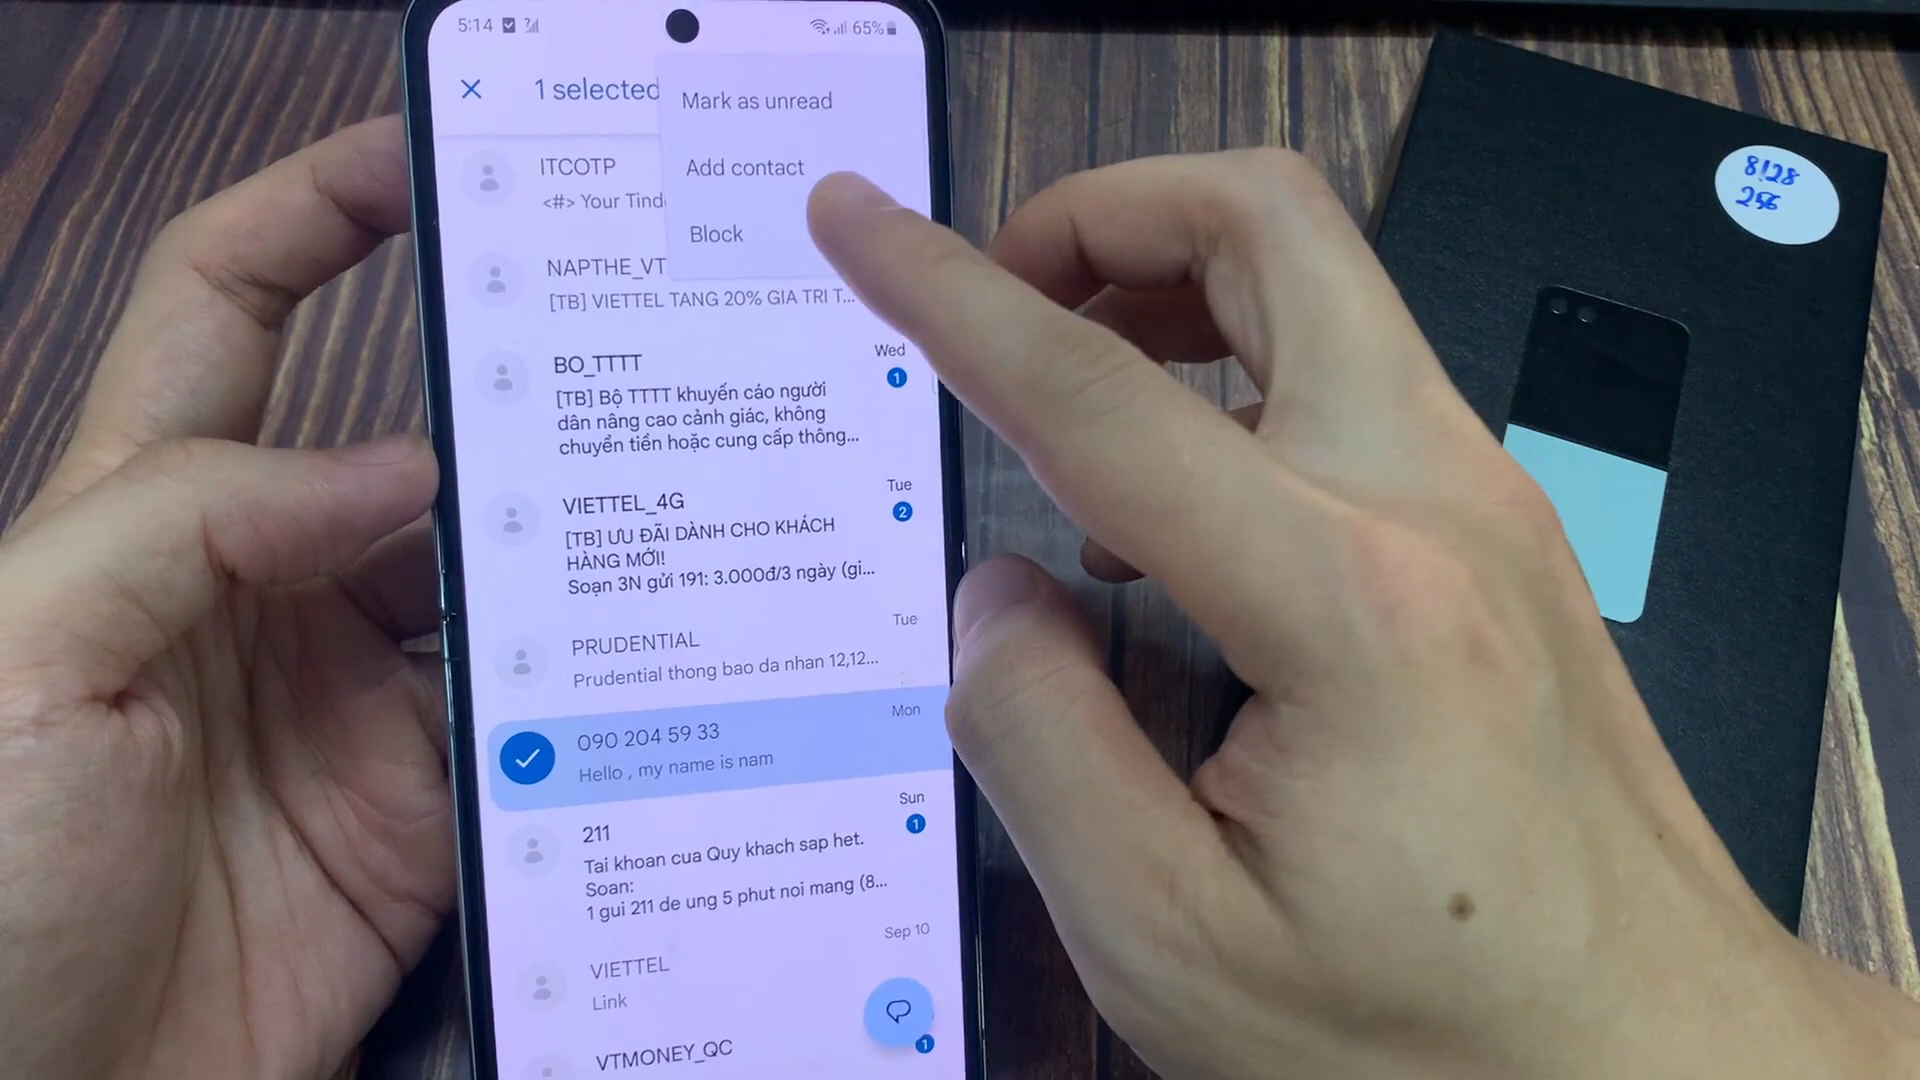 5:14
65%
1 selected
Mark as unread
Add contact
Block
ITCOTP
<#> Your Tind
NAPTHE_VT
[TB] VIETTEL TANG 20% GIA TRI T...
BO_TTTT
Wed
1
[TB] Bộ TTTT khuyến cáo người
dân nâng cao cảnh giác, không
chuyển tiền hoặc cung cấp thông...
VIETTEL_4G
Tue
2
[TB] ƯU ĐÃI DÀNH CHO KHÁCH
HÀNG MỚI!
Soạn 3N gửi 191: 3.000đ/3 ngày (gi...
PRUDENTIAL
Tue
Prudential thong bao da nhan 12,12...
090 204 59 33
Mon
Hello , my name is nam
211
Sun
1
Tai khoan cua Quy khach sap het.
Soan:
1 gui 211 de ung 5 phut noi mang (8...
VIETTEL
Sep 10
Link
VTMONEY_QC
1
8128
256